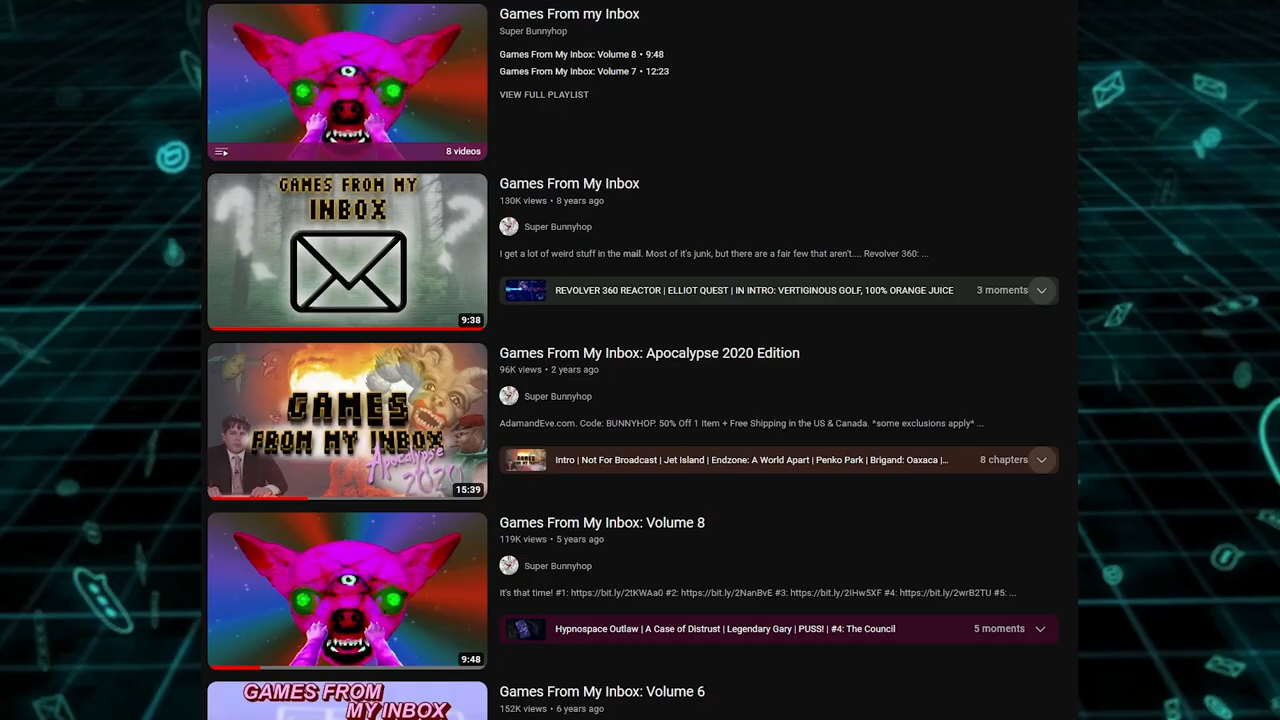 Games From my Inbox
Super Bunnyhop
Games From My Inbox: Volume 8 • 9:48
Games From My Inbox: Volume 7 • 12:23
VIEW FULL PLAYLIST
8 videos
GAMES FROM MY
INBOX
? ?
9:38
Games From My Inbox
130K views • 8 years ago
Super Bunnyhop
I get a lot of weird stuff in the mail. Most of it's junk, but there are a fair few that aren't.... Revolver 360: ...
REVOLVER 360 REACTOR | ELLIOT QUEST | IN INTRO: VERTIGINOUS GOLF, 100% ORANGE JUICE
3 moments
GAMES
FROM MY INBOX
Apocalypse
2020
15:39
Games From My Inbox: Apocalypse 2020 Edition
96K views • 2 years ago
Super Bunnyhop
AdamandEve.com. Code: BUNNYHOP. 50% Off 1 Item + Free Shipping in the US & Canada. *some exclusions apply* ...
Intro | Not For Broadcast | Jet Island | Endzone: A World Apart | Penko Park | Brigand: Oaxaca |...
8 chapters
9:48
Games From My Inbox: Volume 8
119K views • 5 years ago
Super Bunnyhop
It's that time! #1: https://bit.ly/2tKWAa0 #2: https://bit.ly/2NanBvE #3: https://bit.ly/2IHw5XF #4: https://bit.ly/2wrB2TU #5: ...
Hypnospace Outlaw | A Case of Distrust | Legendary Gary | PUSS! | #4: The Council
5 moments
GAMES FROM
MY INBOX
Games From My Inbox: Volume 6
152K views • 6 years ago